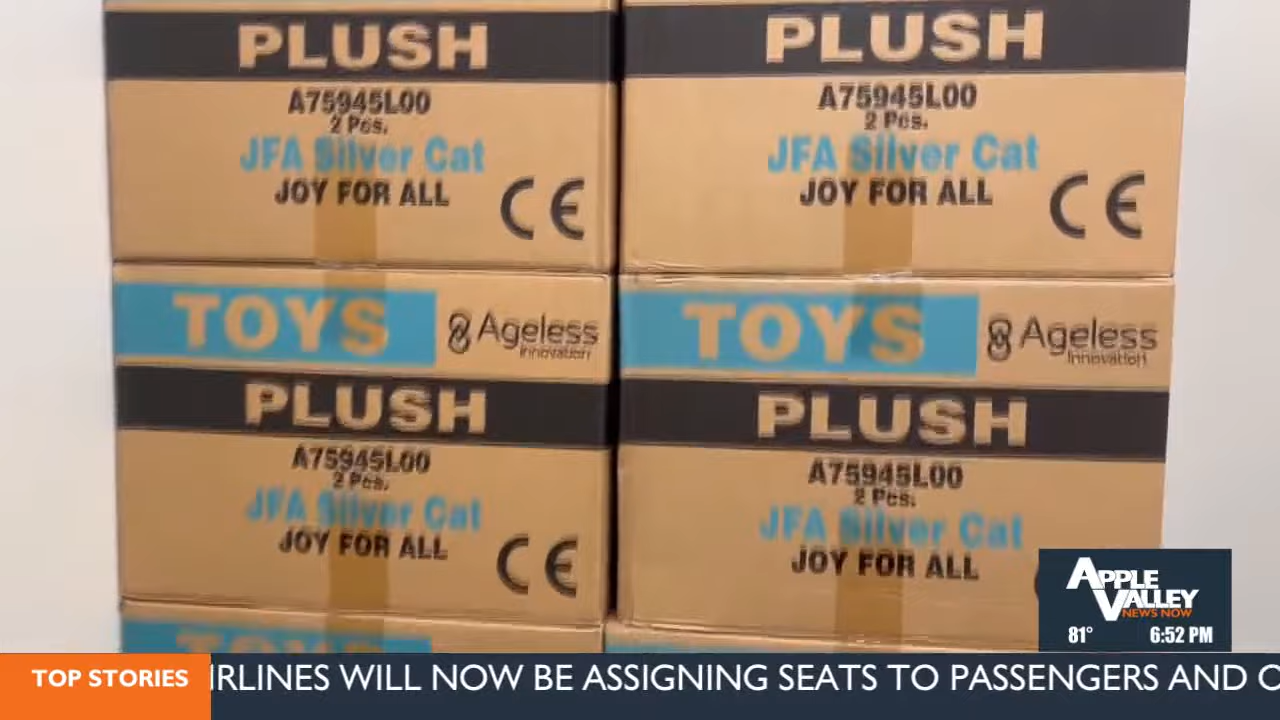 PLUSH
A75945L00
2 Pcs.
JFA Silver Cat
JOY FOR ALL
CE
PLUSH
A75945L00
2 Pcs.
JFA Silver Cat
JOY FOR ALL
CE
TOYS
Ageless
Innovation
TOYS
Ageless
Innovation
PLUSH
A75945L00
2 Pcs.
JFA Silver Cat
JOY FOR ALL
CE
PLUSH
A75945L00
2 Pcs.
JFA Silver Cat
JOY FOR ALL
TOYS
APPLE
VALLEY
NEWS NOW
81° 6:52 PM
TOP STORIES
IRLINES WILL NOW BE ASSIGNING SEATS TO PASSENGERS AND